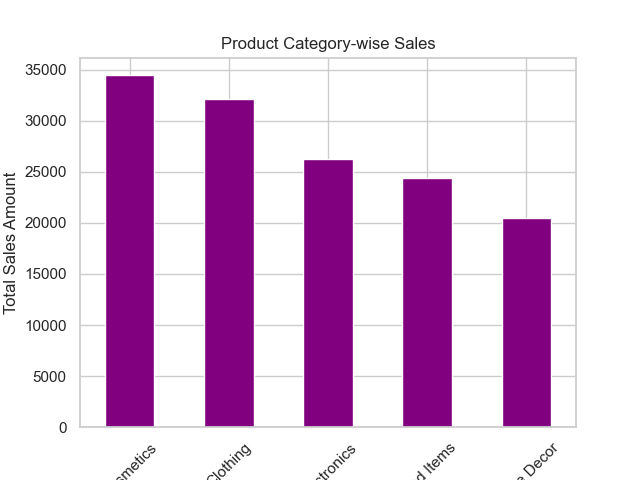 Product Category-wise Sales
Total Sales Amount
35000
30000
25000
20000
15000
10000
5000
0
smetics
Clothing
stronics
d Items
e Decor